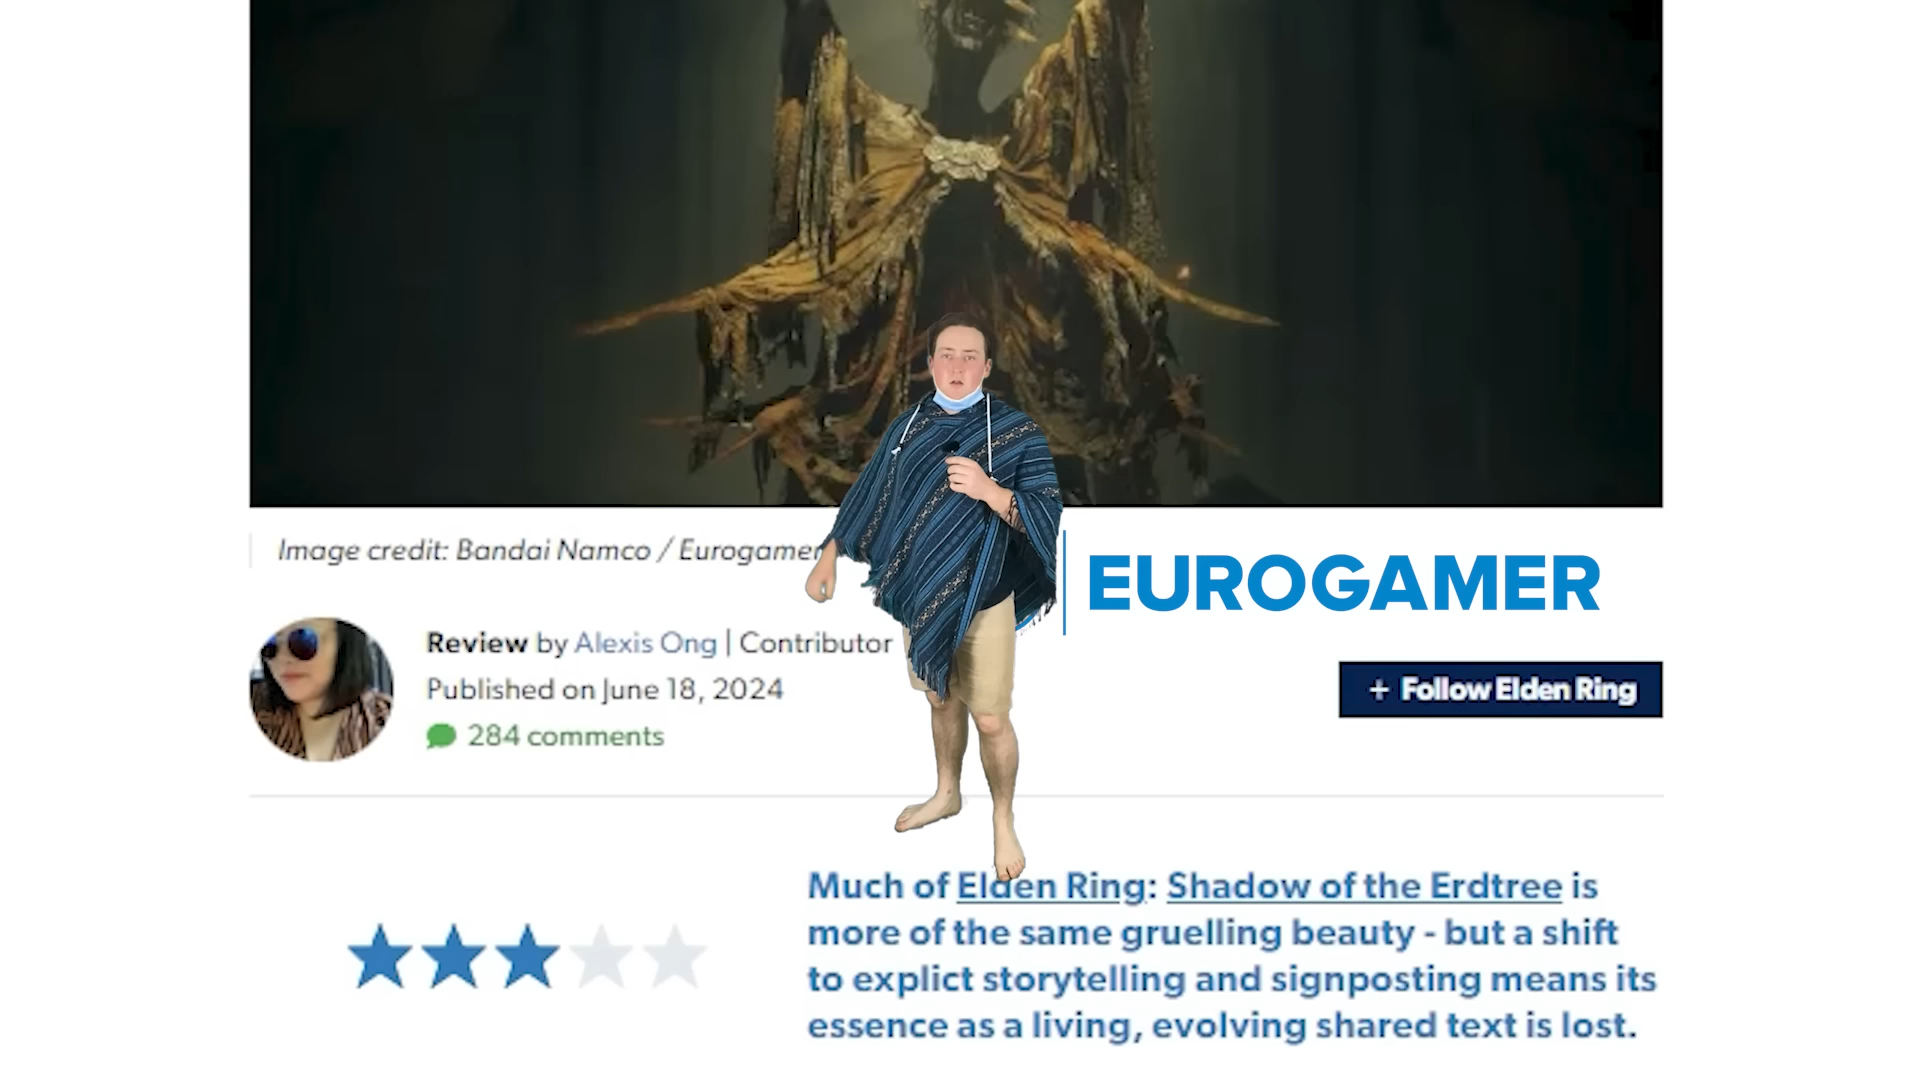 Image credit: Bandai Namco / Eurogamer
EUROGAMER
Review by Alexis Ong | Contributor
Published on June 18, 2024
+ Follow Elden Ring
284 comments
Much of Elden Ring: Shadow of the Erdtree is
more of the same gruelling beauty - but a shift
to explict storytelling and signposting means its
essence as a living, evolving shared text is lost.